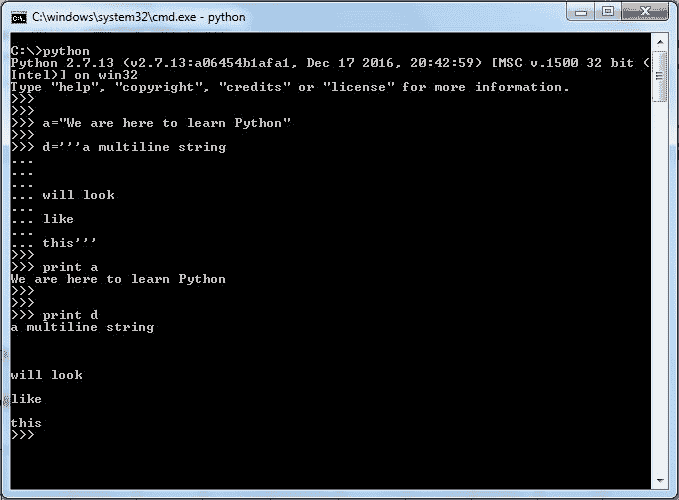 C:\windows\system32\cmd.exe - python
C:\>python
Python 2.7.13 (v2.7.13:a06454b1afa1, Dec 17 2016, 20:42:59) [MSC v.1500 32 bit (
Intel)] on win32
Type "help", "copyright", "credits" or "license" for more information.
>>>
>>>
>>> a="We are here to learn Python"
>>>
>>> d='''a multiline string
...
...
...
... will look
...
... like
...
... this'''
>>>
>>> print a
We are here to learn Python
>>>
>>>
>>> print d
a multiline string
will look
like
this
>>>